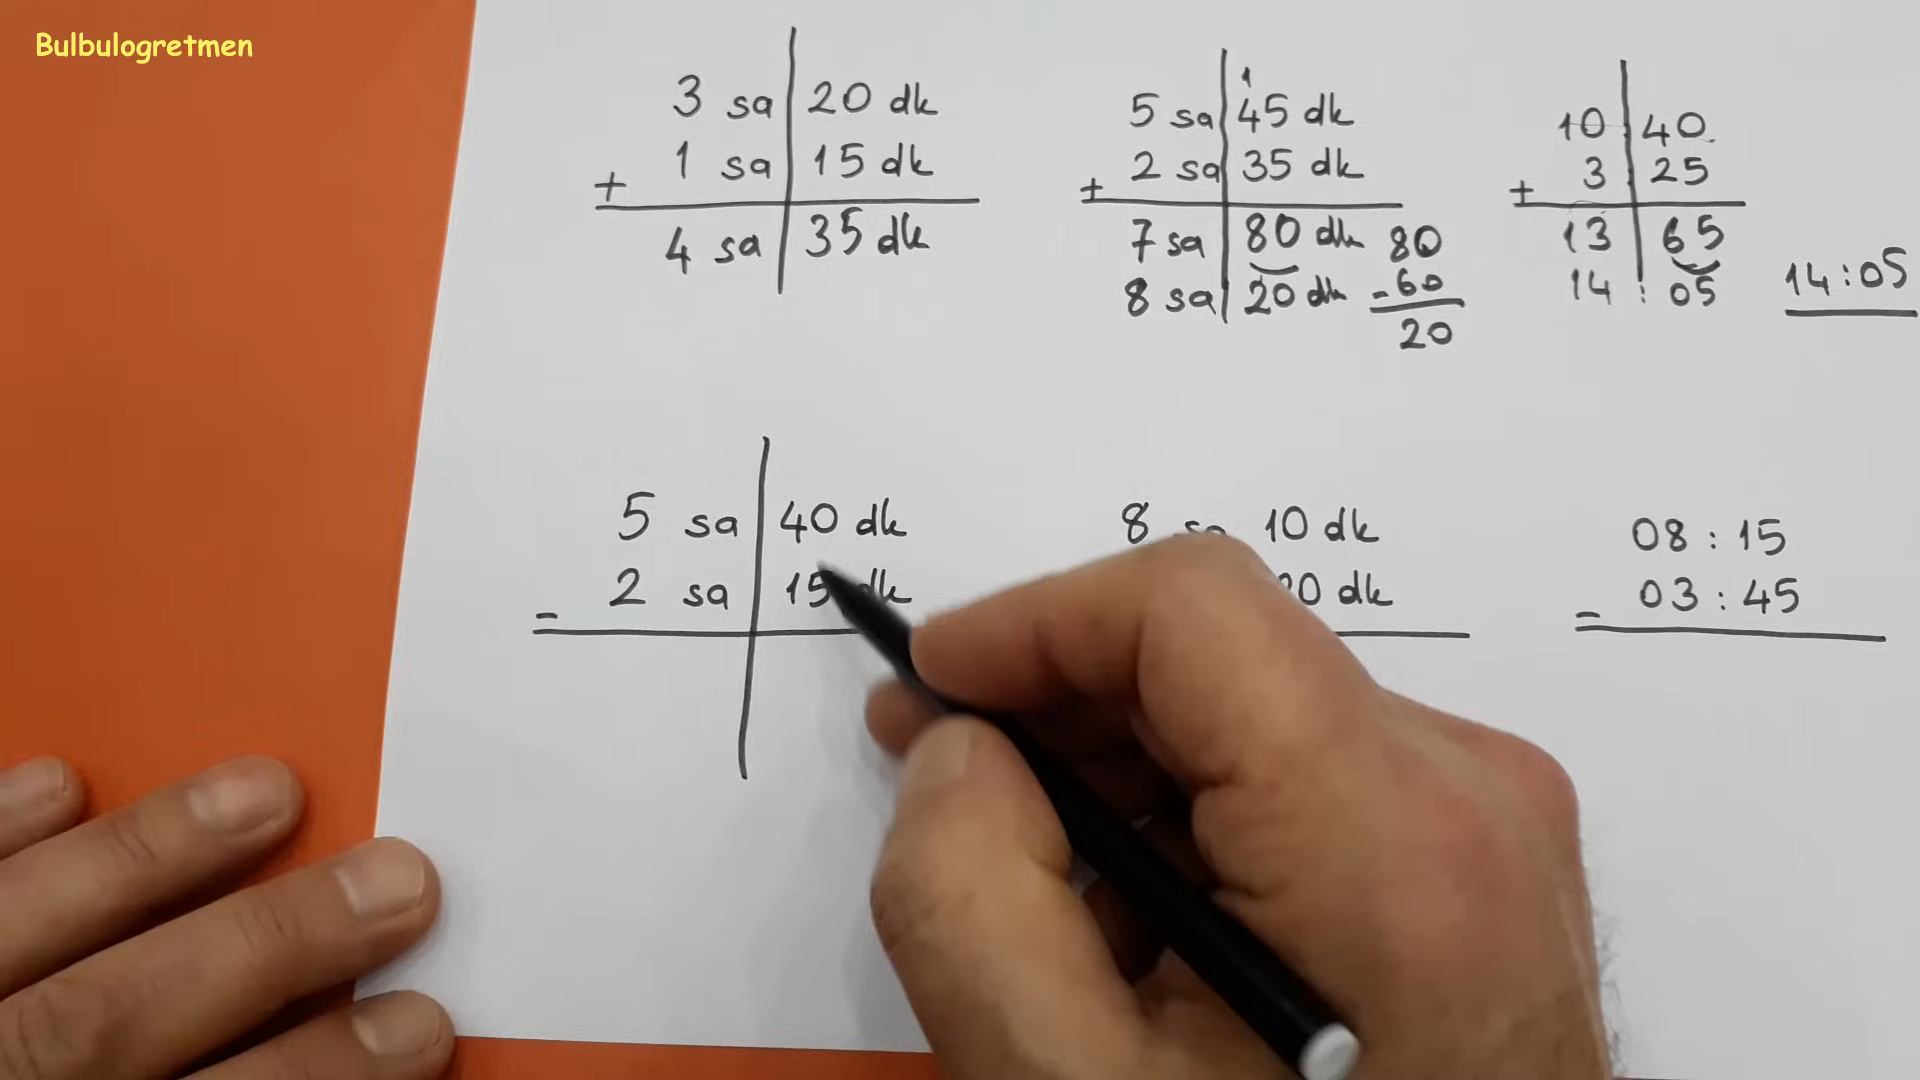 Bulbulogretmen
3 sa 20 dk
1 sa 15 dk
+
4 sa 35 dk
1
5 sa 45 dk
2 sa 35 dk
+
7 sa 80 dk 80
8 sa 20 dk - 60
20
10 40
3 25
+
13 65
14 : 05
14:05
5 sa 40 dk
2 sa 15 dk
-
8 sa 10 dk
dk
08 : 15
03 : 45
-